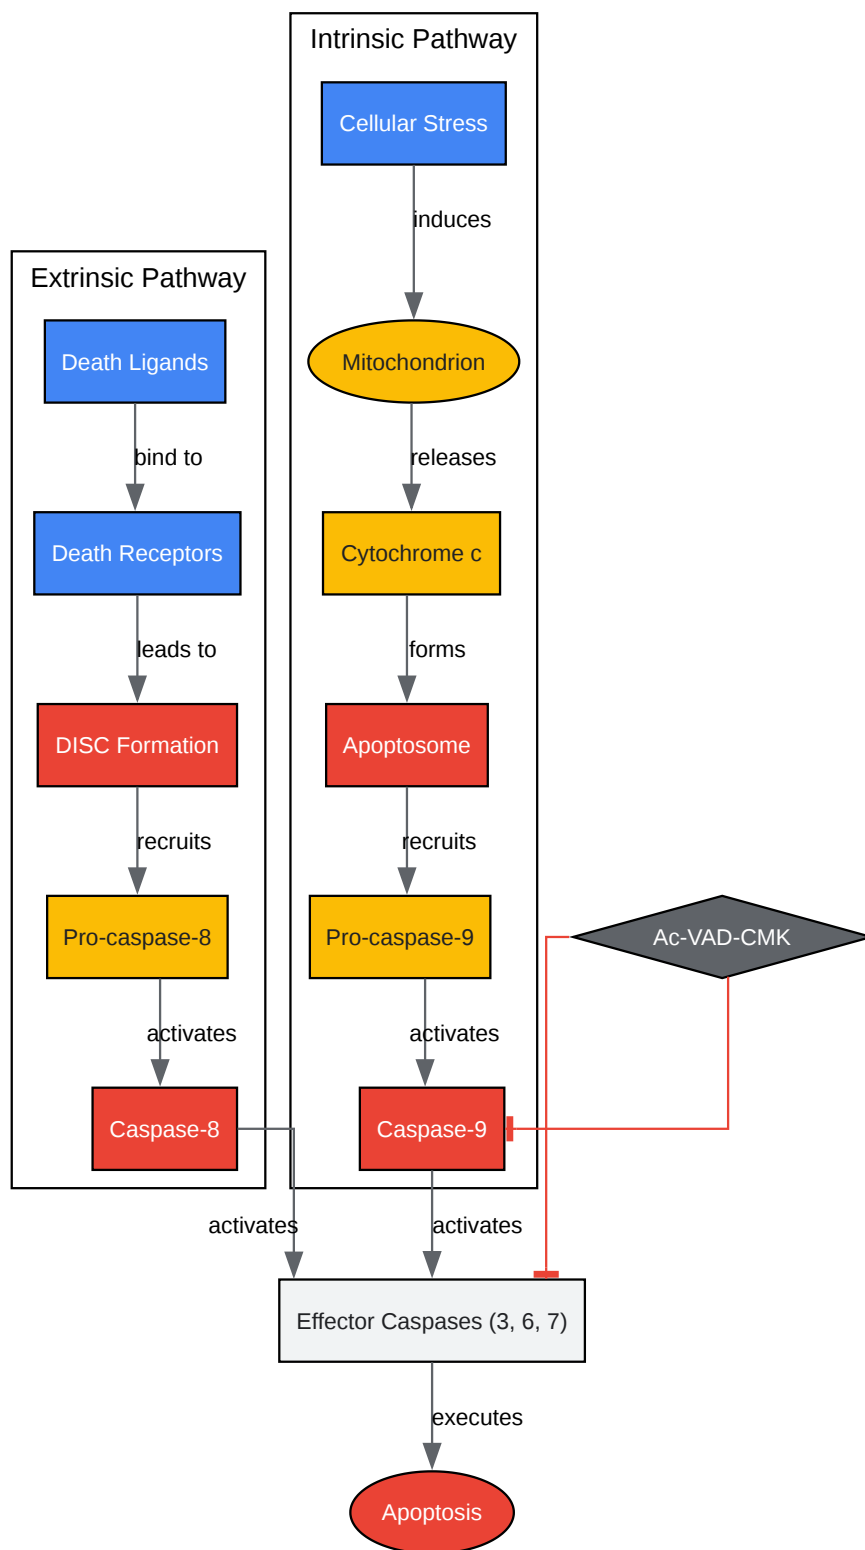 Intrinsic Pathway
Cellular Stress
induces
Mitochondrion
releases
Cytochrome c
forms
Apoptosome
recruits
Pro-caspase-9
activates
Caspase-9
activates
Extrinsic Pathway
Death Ligands
bind to
Death Receptors
leads to
DISC Formation
recruits
Pro-caspase-8
activates
Caspase-8
activates
Ac-VAD-CMK
Effector Caspases (3, 6, 7)
executes
Apoptosis